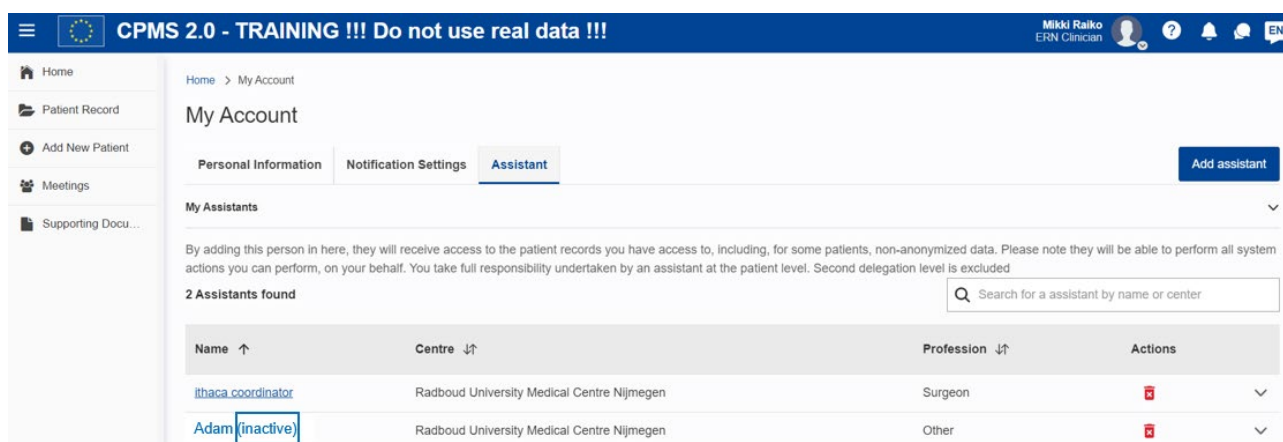 CPMS 2.0 - TRAINING !!! Do not use real data !!!
Mikki Raiko
ERN Clinician
?
EN
Home
Patient Record
Add New Patient
Meetings
Supporting Docu...
Home > My Account
My Account
Personal Information
Notification Settings
Assistant
Add assistant
My Assistants
By adding this person in here, they will receive access to the patient records you have access to, including, for some patients, non-anonymized data. Please note they will be able to perform all system
actions you can perform, on your behalf. You take full responsibility undertaken by an assistant at the patient level. Second delegation level is excluded
2 Assistants found
Search for a assistant by name or center
Name Centre Profession Actions
ithaca coordinator Radboud University Medical Centre Nijmegen Surgeon
Adam (inactive) Radboud University Medical Centre Nijmegen Other